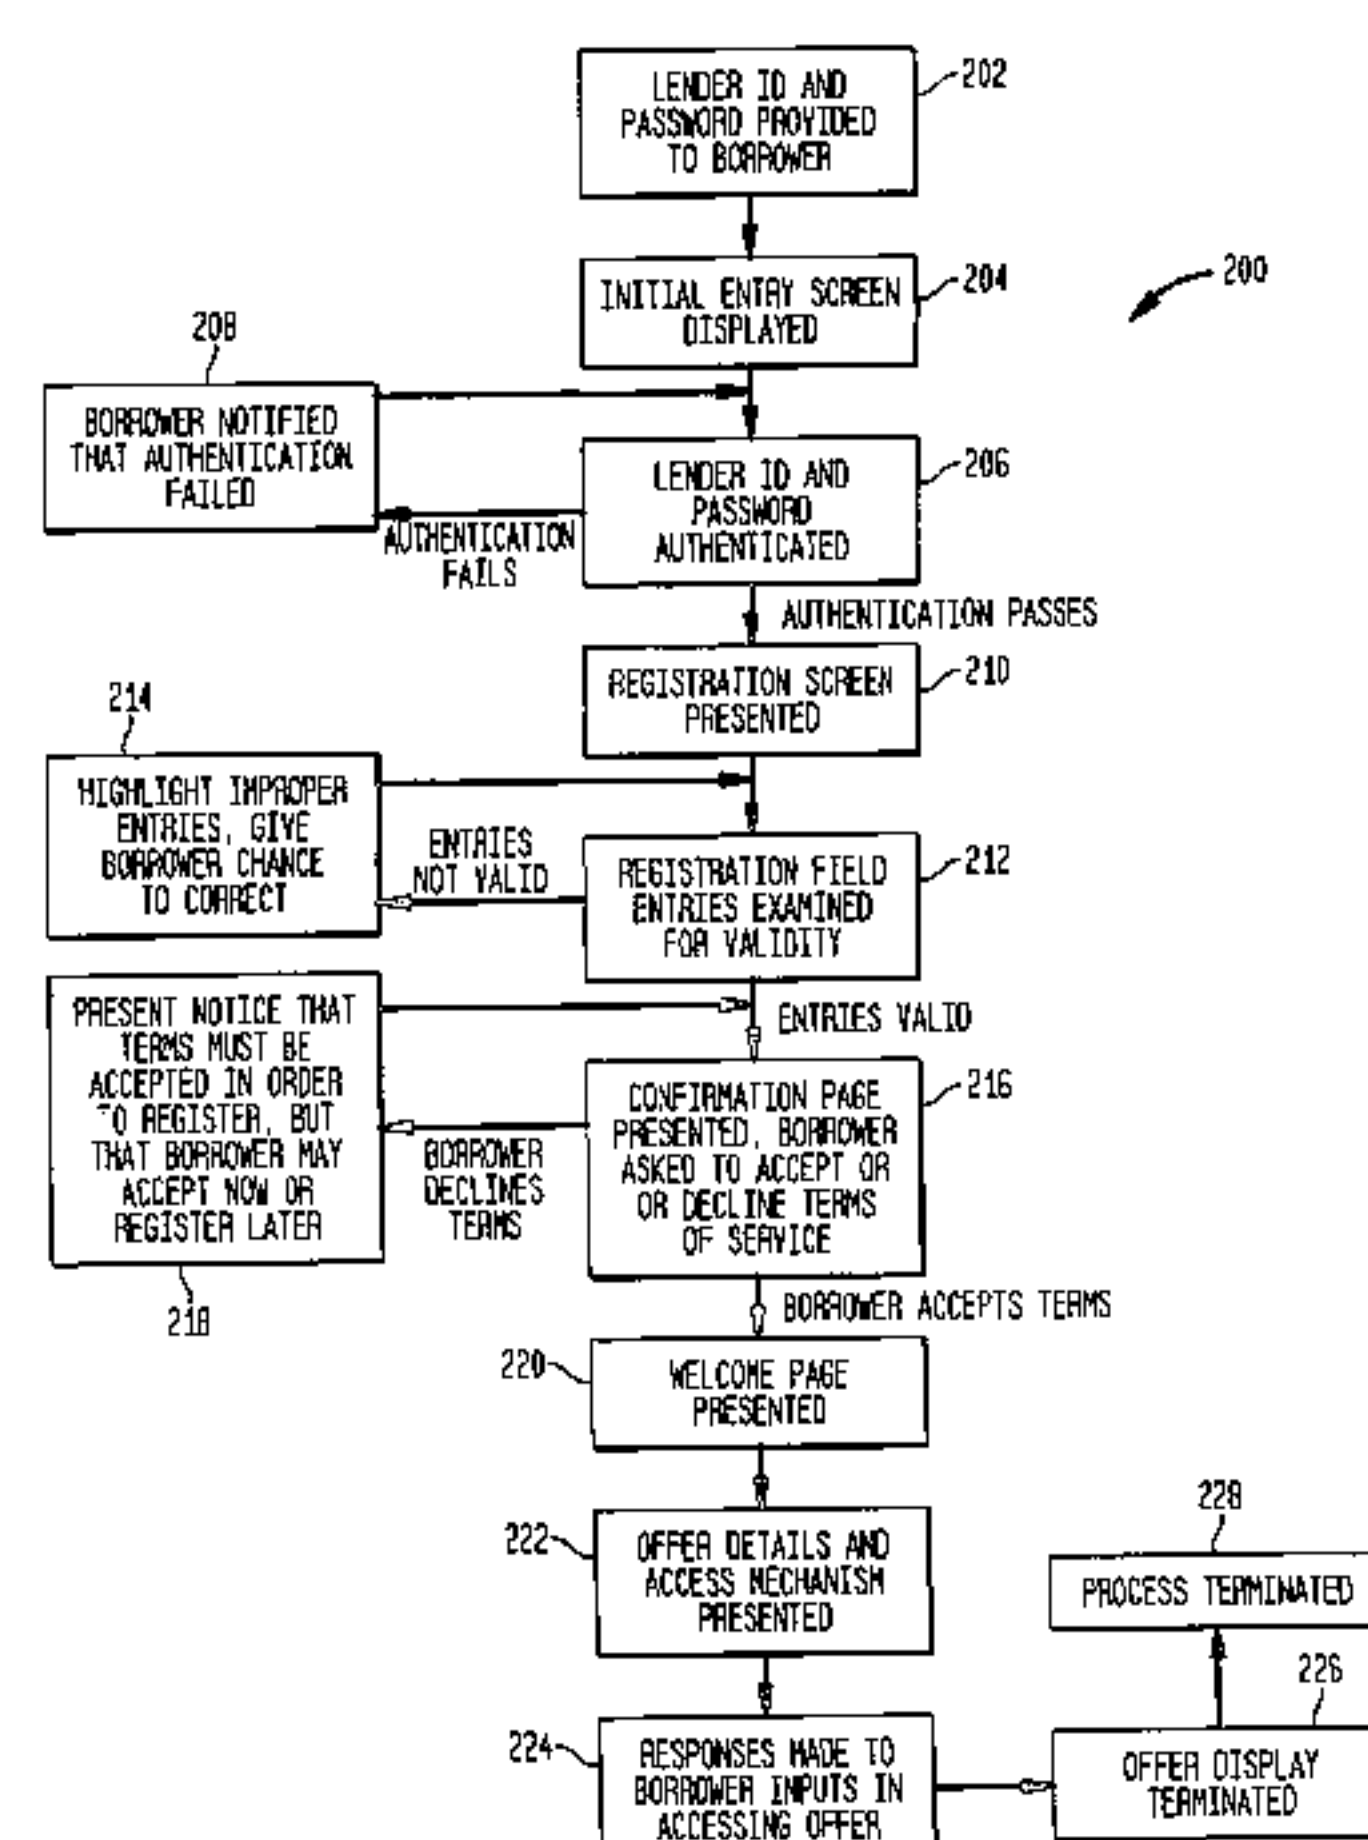 LENDER ID AND
PASSWORD PROVIDED
TO BORROWER
202
INITIAL ENTRY SCREEN
DISPLAYED
204
200
208
BORROWER NOTIFIED
THAT AUTHENTICATION
FAILED
LENDER ID AND
PASSWORD
AUTHENTICATED
206
AUTHENTICATION
FAILS
AUTHENTICATION PASSES
REGISTRATION SCREEN
PRESENTED
210
214
HIGHLIGHT IMPROPER
ENTRIES, GIVE
BORROWER CHANCE
TO CORRECT
ENTRIES
NOT VALID
REGISTRATION FIELD
ENTRIES EXAMINED
FOR VALIDITY
212
PRESENT NOTICE THAT
TERMS MUST BE
ACCEPTED IN ORDER
TO REGISTER, BUT
THAT BORROWER MAY
ACCEPT NOW OR
REGISTER LATER
218
ENTRIES VALID
BORROWER
DECLINES
TERMS
CONFIRMATION PAGE
PRESENTED, BORROWER
ASKED TO ACCEPT OR
OR DECLINE TERMS
OF SERVICE
216
BORROWER ACCEPTS TERMS
220
WELCOME PAGE
PRESENTED
222
OFFER DETAILS AND
ACCESS MECHANISM
PRESENTED
228
PROCESS TERMINATED
226
224
RESPONSES MADE TO
BORROWER INPUTS IN
ACCESSING OFFER
OFFER DISPLAY
TERMINATED